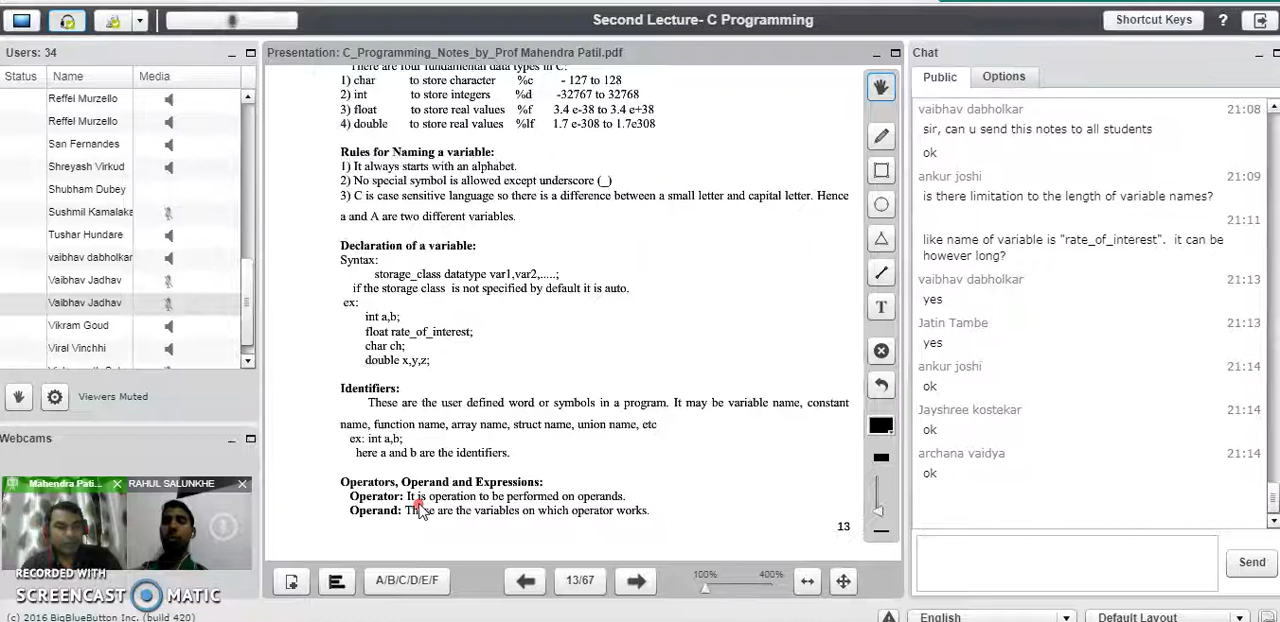 Second Lecture- C Programming
Shortcut Keys
?
Users: 34
Status Name Media
Reffel Murzello
Reffel Murzello
San Fernandes
Shreyash Virkud
Shubham Dubey
Sushmil Kamalaka
Tushar Hundare
vaibhav dabholkar
Vaibhav Jadhav
Vaibhav Jadhav
Vikram Goud
Viral Vinchhi
Viewers Muted
Webcams
Mahendra Pati...
RAHUL SALUNKHE
RECORDED WITH
SCREENCAST MATIC
(c) 2016 BigBlueButton Inc. (build 420)
Presentation: C_Programming_Notes_by_Prof Mahendra Patil.pdf
There are four fundamental data types in C:
1) char to store character %c - 127 to 128
2) int to store integers %d -32767 to 32768
3) float to store real values %f 3.4 e-38 to 3.4 e+38
4) double to store real values %lf 1.7 e-308 to 1.7e308
Rules for Naming a variable:
1) It always starts with an alphabet.
2) No special symbol is allowed except underscore (_)
3) C is case sensitive language so there is a difference between a small letter and capital letter. Hence
a and A are two different variables.
Declaration of a variable:
Syntax:
storage_class datatype var1,var2,.....;
if the storage class is not specified by default it is auto.
ex:
int a,b;
float rate_of_interest;
char ch;
double x,y,z;
Identifiers:
These are the user defined word or symbols in a program. It may be variable name, constant
name, function name, array name, struct name, union name, etc
ex: int a,b;
here a and b are the identifiers.
Operators, Operand and Expressions:
Operator: It is operation to be performed on operands.
Operand: These are the variables on which operator works.
13
T
A/B/C/D/E/F
13/67
100% 400%
Chat
Public Options
vaibhav dabholkar 21:08
sir, can u send this notes to all students
ok
ankur joshi 21:09
is there limitation to the length of variable names?
21:11
like name of variable is "rate_of_interest". it can be
however long?
vaibhav dabholkar 21:13
yes
Jatin Tambe 21:13
yes
ankur joshi 21:14
ok
Jayshree kostekar 21:14
ok
archana vaidya 21:14
ok
Send
English
Default Layout